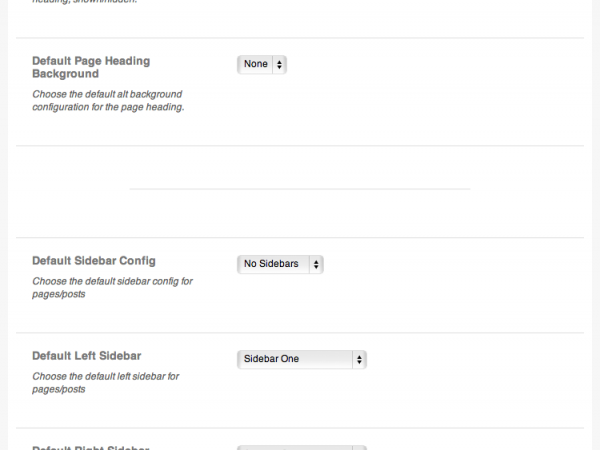 heading, shown/hidden.
Default Page Heading
Background
None
Choose the default alt background
configuration for the page heading.
Default Sidebar Config
No Sidebars
Choose the default sidebar config for
pages/posts
Default Left Sidebar
Sidebar One
Choose the default left sidebar for
pages/posts
Default Right Sidebar